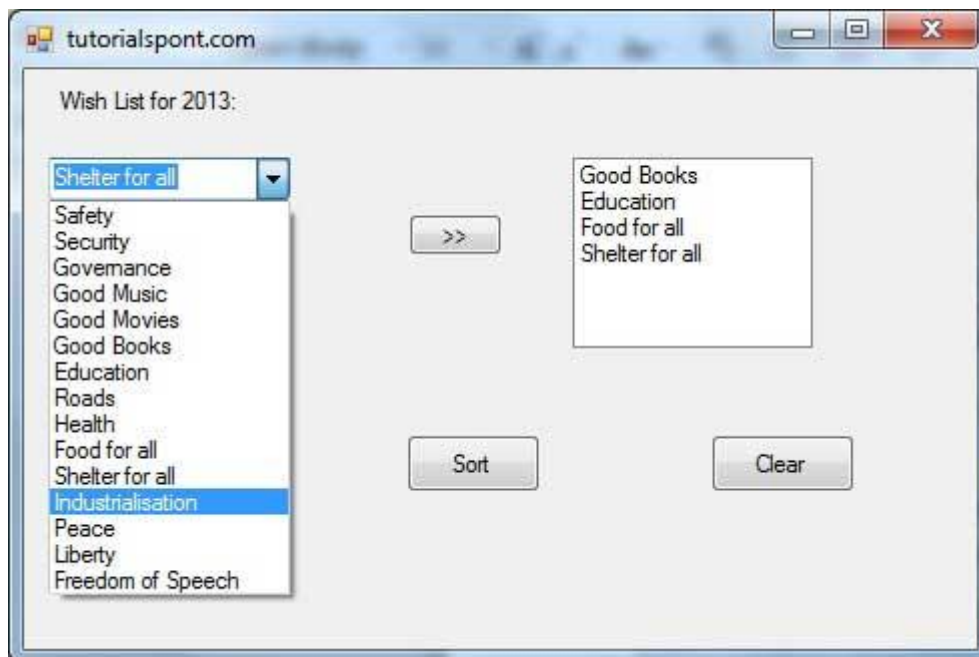 tutorialspont.com
Wish List for 2013:
Shelter for all
Safety
Security
Governance
Good Music
Good Movies
Good Books
Education
Roads
Health
Food for all
Shelter for all
Industrialisation
Peace
Liberty
Freedom of Speech
>>
Good Books
Education
Food for all
Shelter for all
Sort
Clear